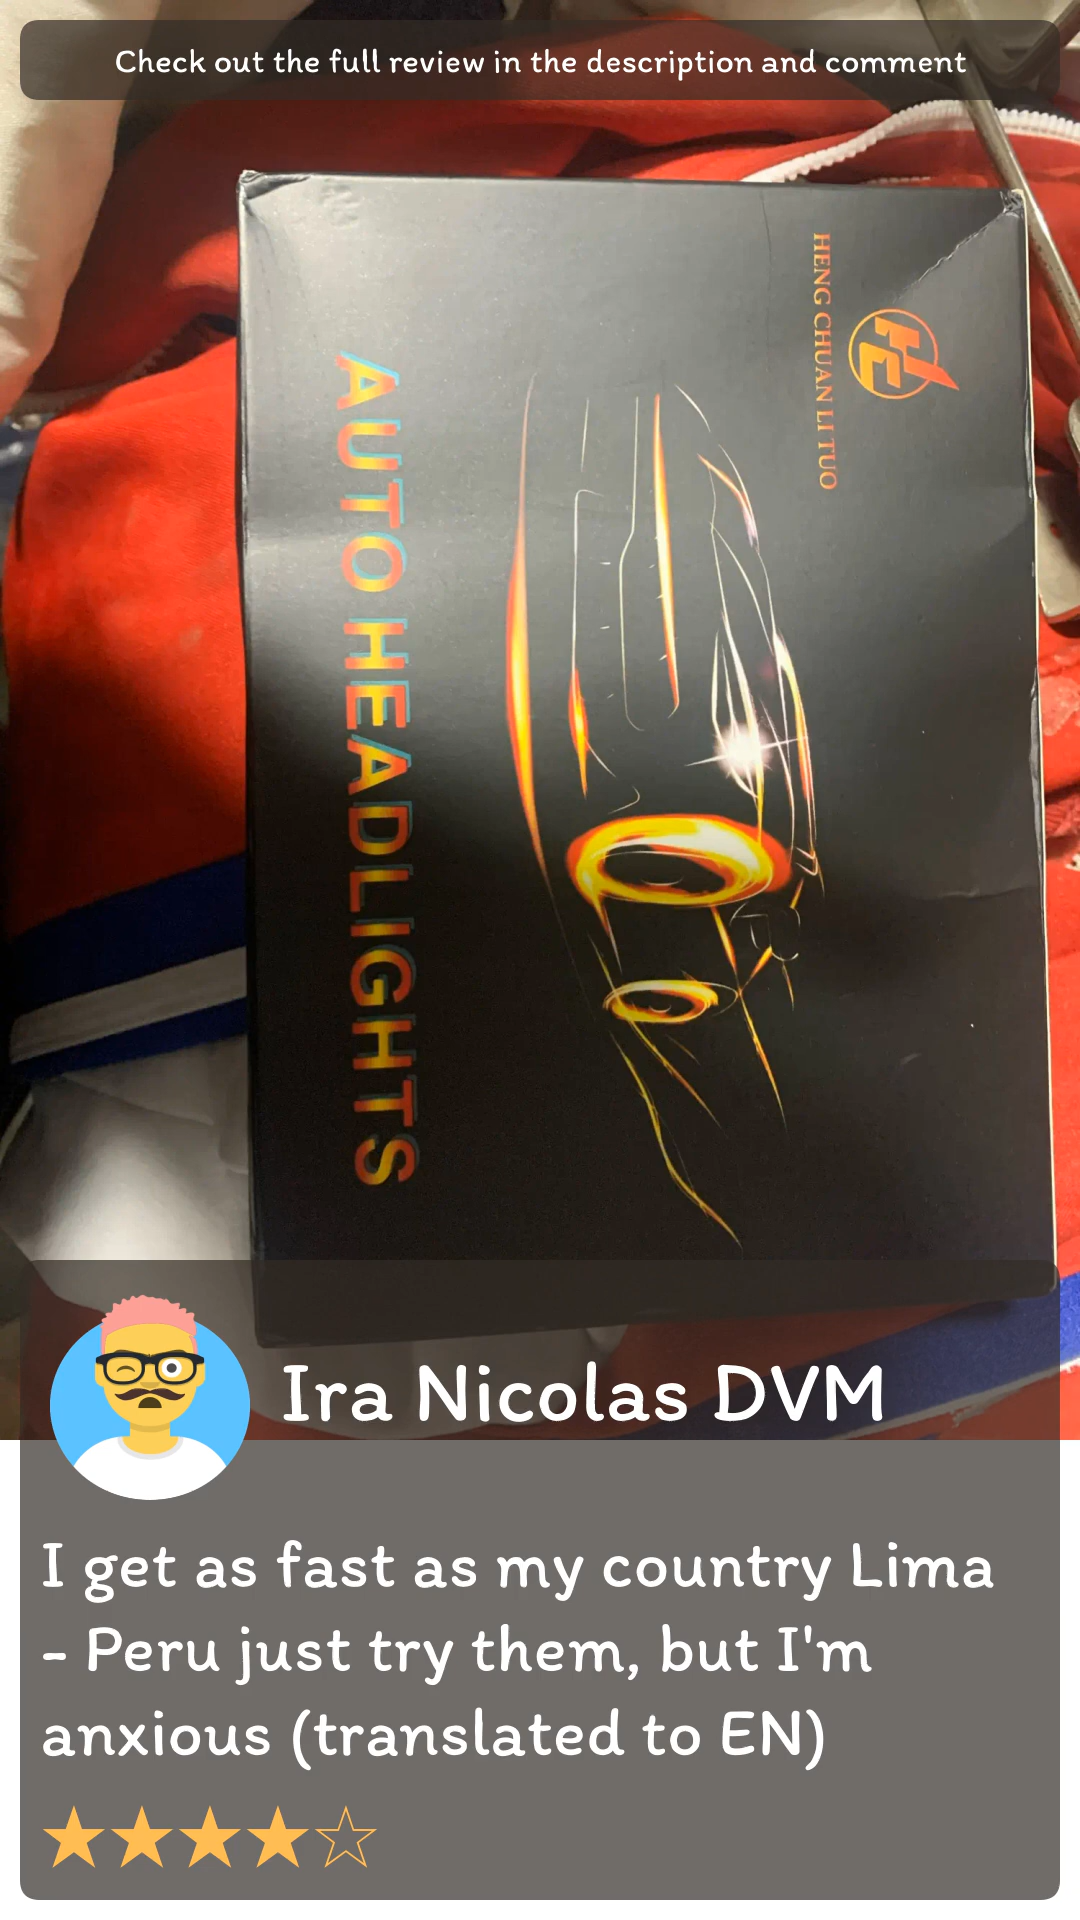 Check out the full review in the description and comment
HC
HENG CHUAN LI TUO
AUTO HEADLIGHTS
Ira Nicolas DVM
I get as fast as my country Lima
- Peru just try them, but I'm
anxious (translated to EN)